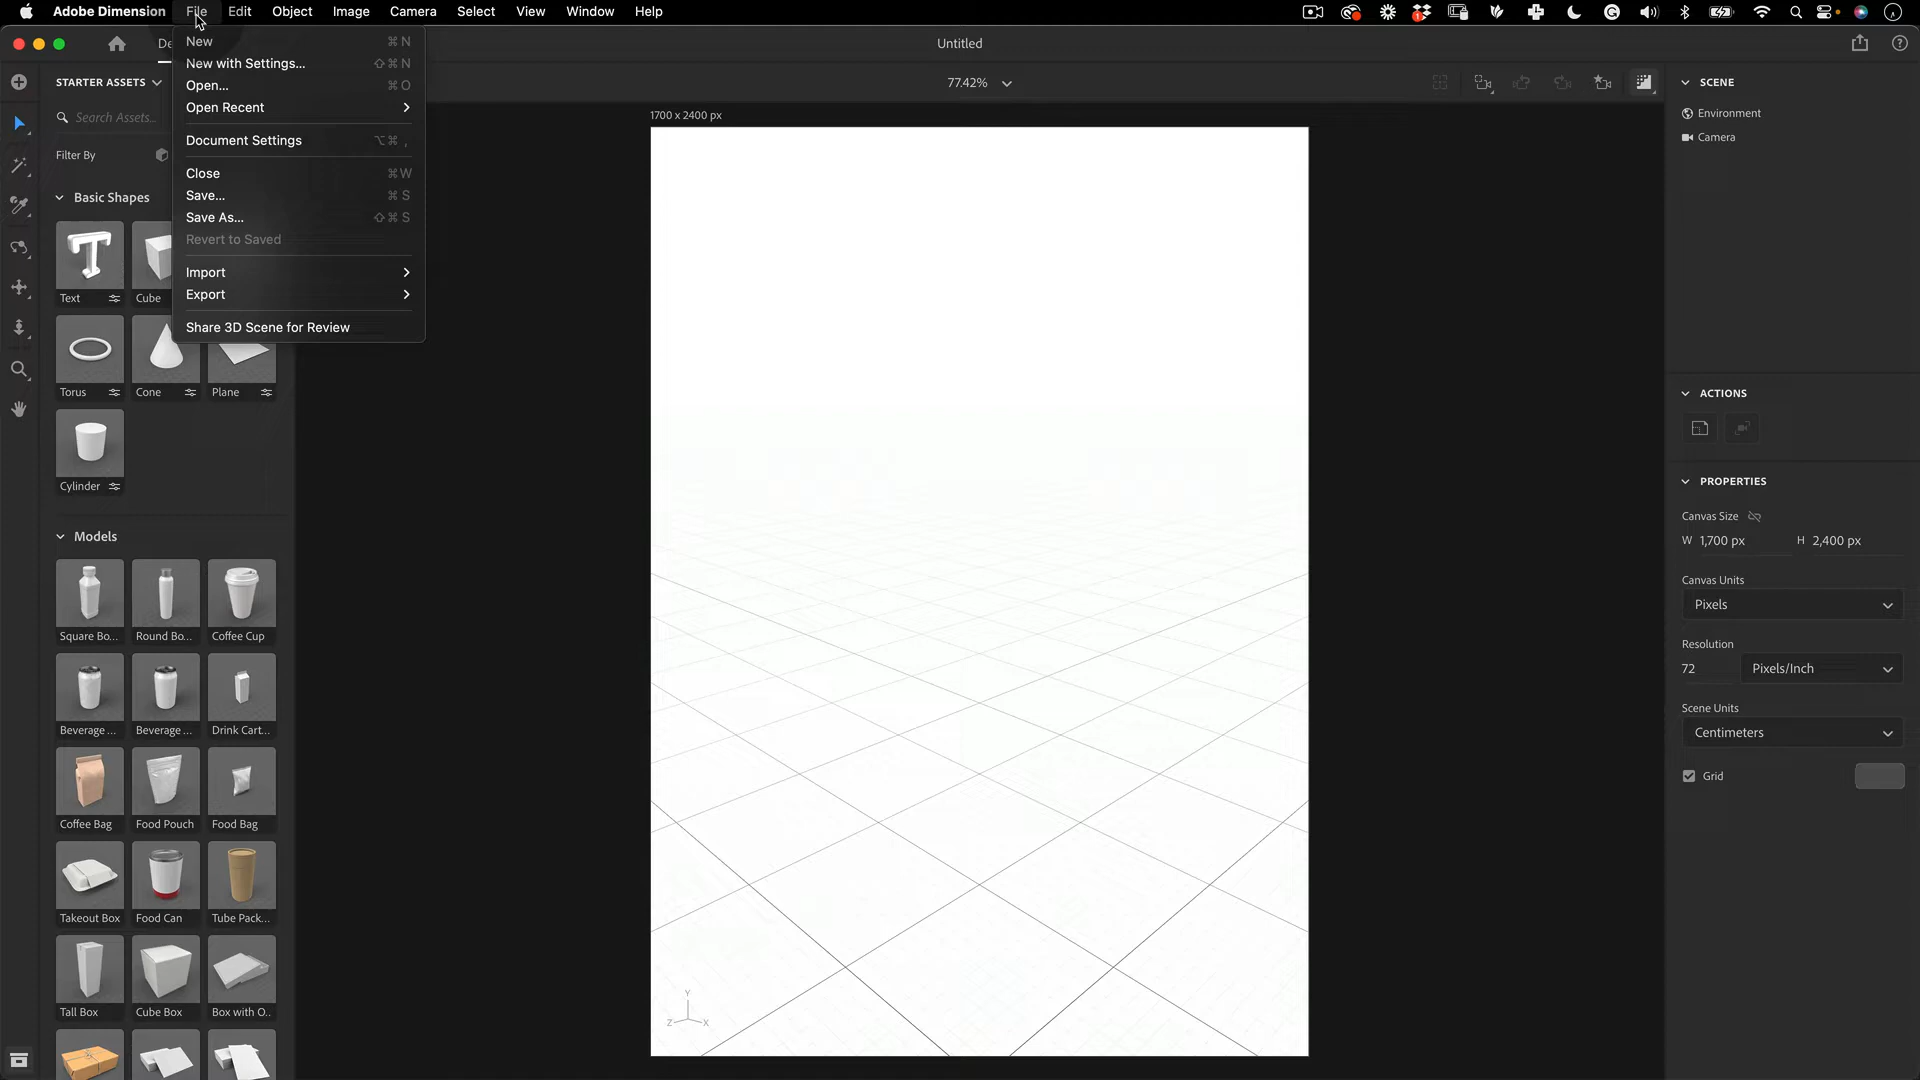 Adobe Dimension File Edit Object Image Camera Select View Window Help
Untitled
New ⌘ N
New with Settings... ⇧⌘ N
Open... ⌘ O
Open Recent
Document Settings ⌥⌘ ,
Close ⌘W
Save... ⌘ S
Save As... ⇧⌘ S
Revert to Saved
Import
Export
Share 3D Scene for Review
STARTER ASSETS
Search Assets...
Filter By
Basic Shapes
Text Cube
Torus Cone Plane
Cylinder
Models
Square Bo... Round Bo... Coffee Cup
Beverage ... Beverage ... Drink Cart...
Coffee Bag Food Pouch Food Bag
Takeout Box Food Can Tube Pack...
Tall Box Cube Box Box with O..
77.42%
1700 x 2400 px
Y
Z X
SCENE
Environment
Camera
ACTIONS
PROPERTIES
Canvas Size
W 1,700 px H 2,400 px
Canvas Units
Pixels
Resolution
72 Pixels/Inch
Scene Units
Centimeters
Grid